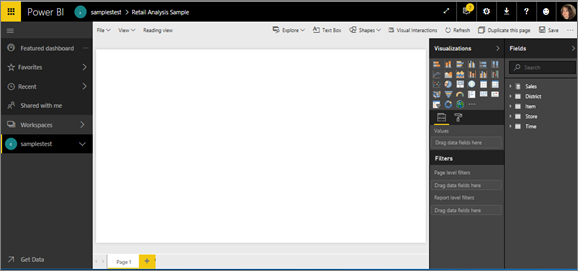 Power BI samplestest > Retail Analysis Sample
File View Reading view Explore Text Box Shapes Visual Interactions Refresh Duplicate this page Save
Featured dashboard
Favorites
Recent
Shared with me
Workspaces
samplestest
Get Data
Page 1
Visualizations
Values
Drag data fields here
Filters
Page level filters
Drag data fields here
Report level filters
Drag data fields here
Fields
Search
Sales
District
Item
Store
Time